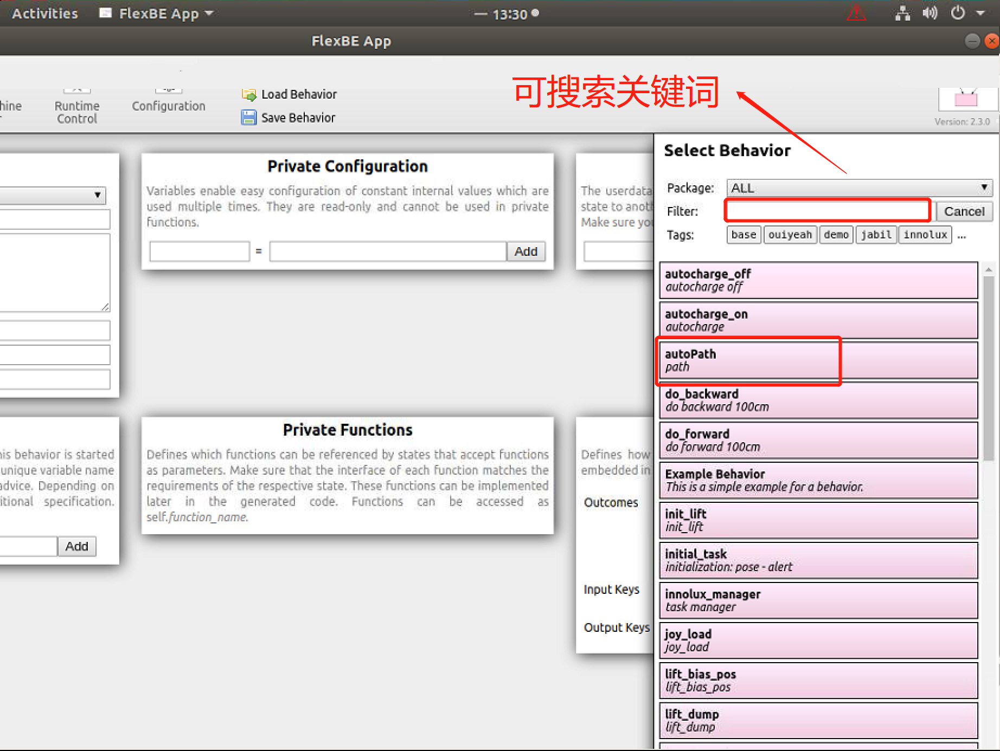 Activities
FlexBE App
13:30
FlexBE App
可搜索关键词
hine
Runtime
Control
Configuration
Load Behavior
Save Behavior
Version: 2.3.0
Private Configuration
Variables enable easy configuration of constant internal values which are
used multiple times. They are read-only and cannot be used in private
functions.
=
Add
The userdata
state to anoth
Make sure you
Select Behavior
Package:
ALL
Filter:
Cancel
Tags:
base ouiyeah demo jabil innolux ...
autocharge_off
autocharge off
autocharge_on
autocharge
autoPath
path
do_backward
do backward 100cm
do_forward
do forward 100cm
Example Behavior
This is a simple example for a behavior.
init_lift
init_lift
initial_task
initialization: pose - alert
innolux_manager
task manager
joy_load
joy_load
lift_bias_pos
lift_bias_pos
lift_dump
lift_dump
his behavior is started
unique variable name
advice. Depending on
itional specification.
Add
Private Functions
Defines which functions can be referenced by states that accept functions
as parameters. Make sure that the interface of each function matches the
requirements of the respective state. These functions can be implemented
later in the generated code. Functions can be accessed as
self.function_name.
Defines how
embedded in
Outcomes
Input Keys
Output Keys